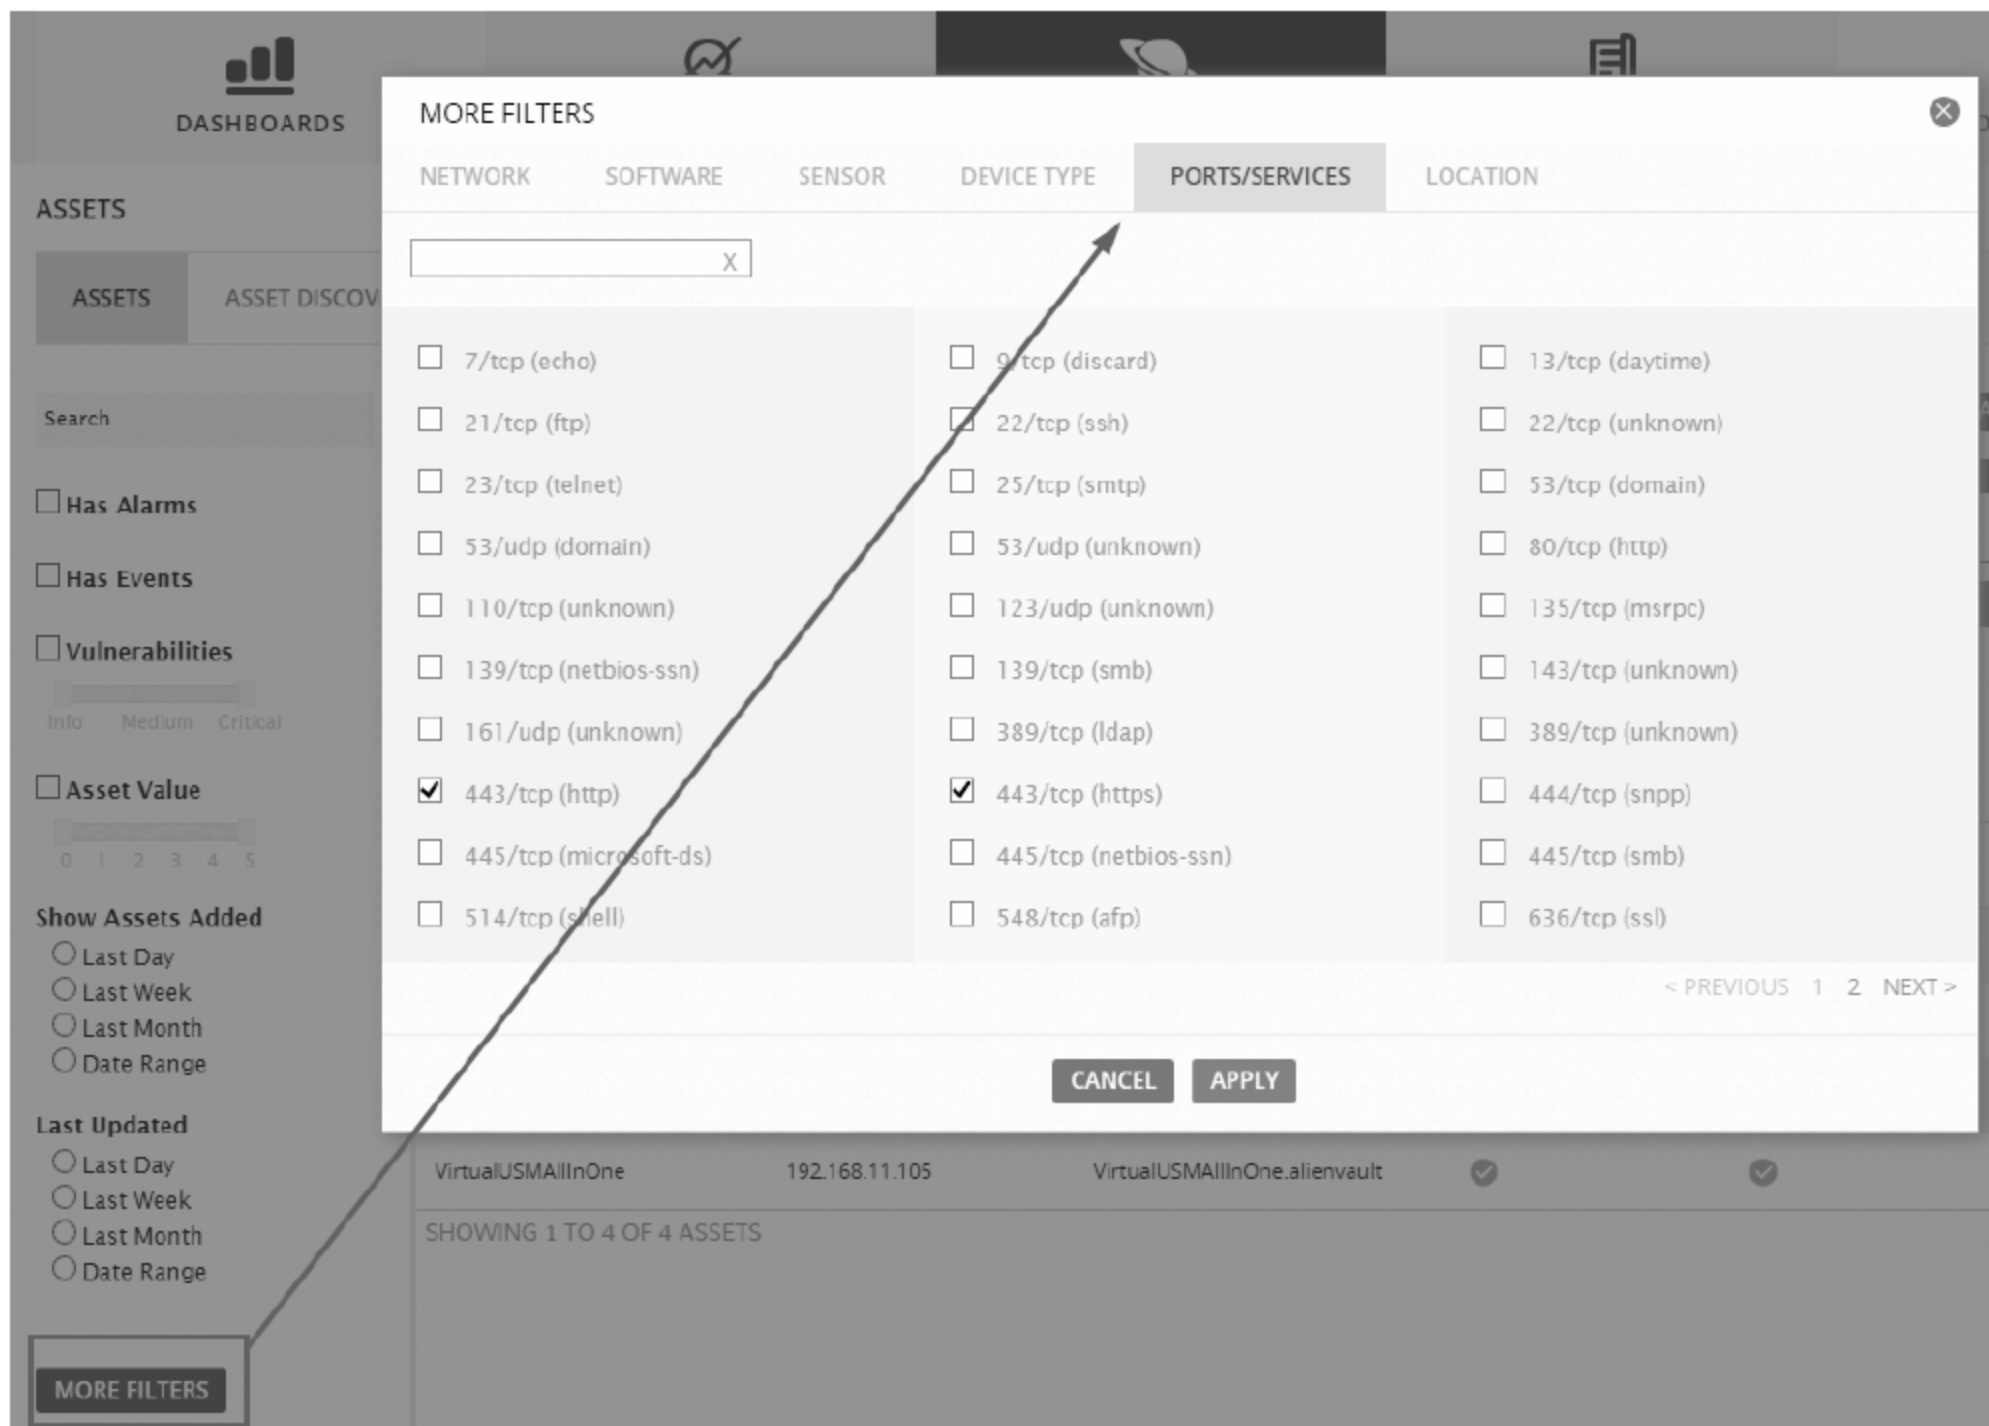 DASHBOARDS
MORE FILTERS
NETWORK SOFTWARE SENSOR DEVICE TYPE PORTS/SERVICES LOCATION
X
7/tcp (echo) 9/tcp (discard) 13/tcp (daytime)
21/tcp (ftp) 22/tcp (ssh) 22/tcp (unknown)
23/tcp (telnet) 25/tcp (smtp) 53/tcp (domain)
53/udp (domain) 53/udp (unknown) 80/tcp (http)
110/tcp (unknown) 123/udp (unknown) 135/tcp (msrpc)
139/tcp (netbios-ssn) 139/tcp (smb) 143/tcp (unknown)
161/udp (unknown) 389/tcp (ldap) 389/tcp (unknown)
443/tcp (http) 443/tcp (https) 444/tcp (snpp)
445/tcp (microsoft-ds) 445/tcp (netbios-ssn) 445/tcp (smb)
514/tcp (shell) 548/tcp (afp) 636/tcp (ssl)
< PREVIOUS 1 2 NEXT >
CANCEL APPLY
ASSETS
ASSETS ASSET DISCOV
Search
Has Alarms
Has Events
Vulnerabilities
Info Medium Critical
Asset Value
0 1 2 3 4 5
Show Assets Added
Last Day
Last Week
Last Month
Date Range
Last Updated
Last Day
Last Week
Last Month
Date Range
MORE FILTERS
VirtualUSMAllInOne 192.168.11.105 VirtualUSMAllInOne.alienvault
SHOWING 1 TO 4 OF 4 ASSETS